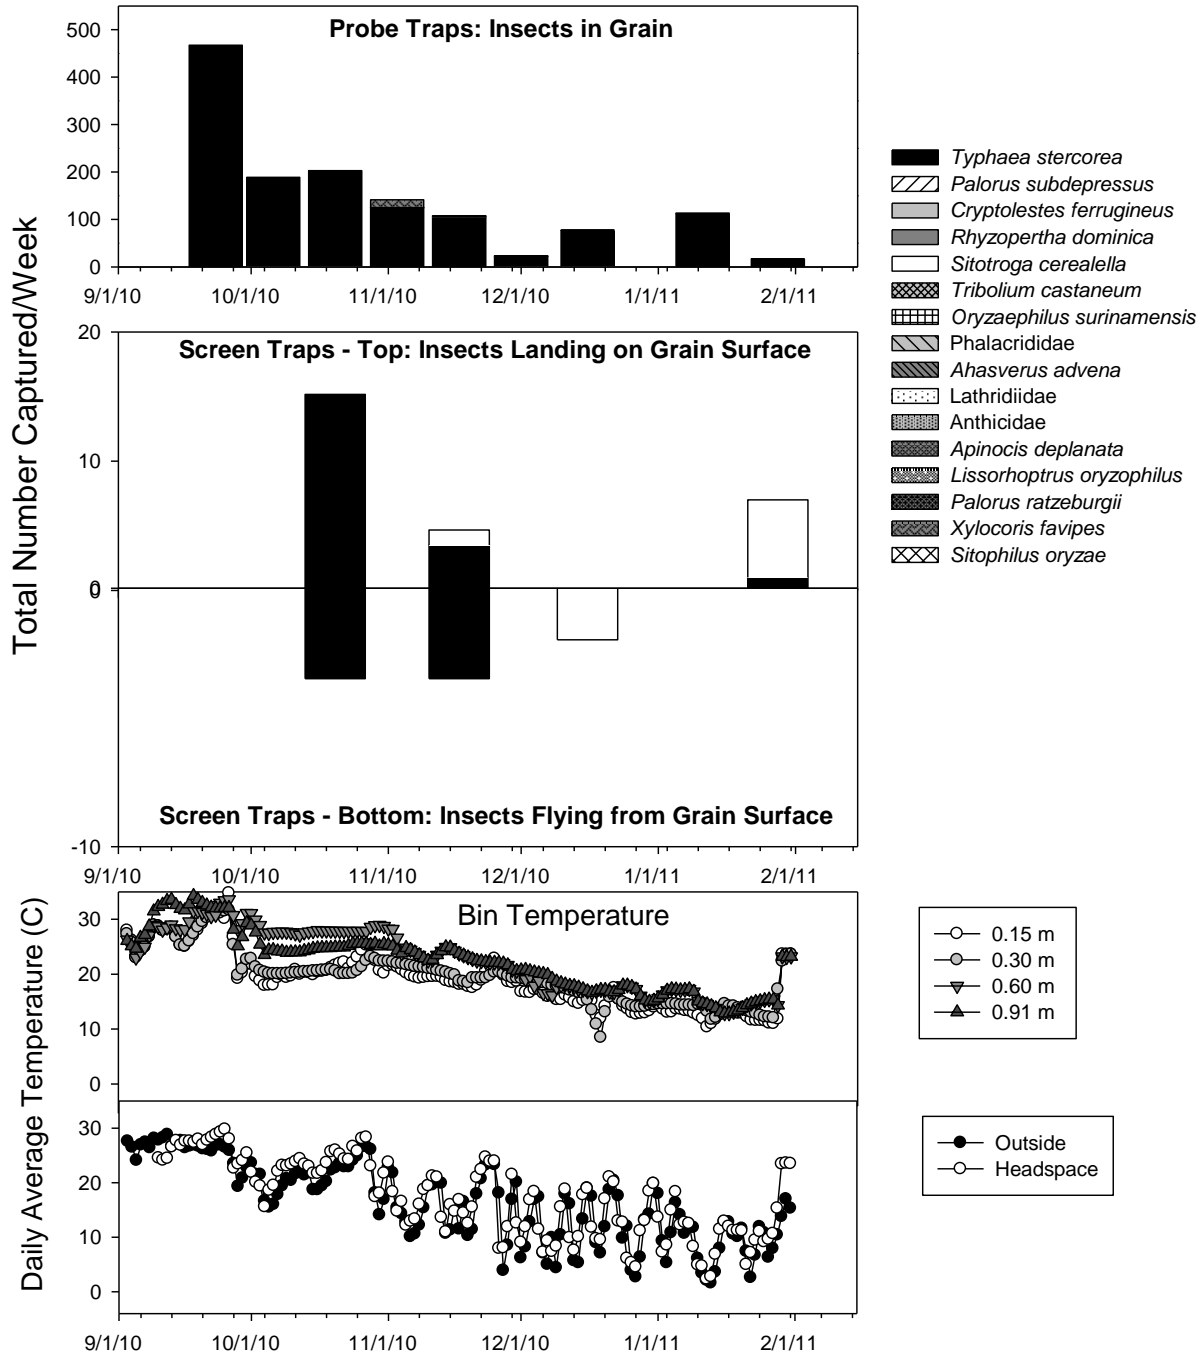 Total Number Captured/Week
Probe Traps: Insects in Grain
500
400
300
200
100
0
9/1/10 10/1/10 11/1/10 12/1/10 1/1/11 2/1/11
Typhaea stercorea
Palorus subdepressus
Cryptolestes ferrugineus
Rhyzopertha dominica
Sitotroga cerealella
Tribolium castaneum
Oryzaephilus surinamensis
Phalacrididae
Ahasverus advena
Lathridiidae
Anthicidae
Apinocis deplanata
Lissorhoptrus oryzophilus
Palorus ratzeburgii
Xylocoris favipes
Sitophilus oryzae
Screen Traps - Top: Insects Landing on Grain Surface
20
10
0
0
-10
Screen Traps - Bottom: Insects Flying from Grain Surface
9/1/10 10/1/10 11/1/10 12/1/10 1/1/11 2/1/11
Daily Average Temperature (C)
Bin Temperature
30
20
10
0
0.15 m
0.30 m
0.60 m
0.91 m
30
20
10
0
Outside
Headspace
9/1/10 10/1/10 11/1/10 12/1/10 1/1/11 2/1/11